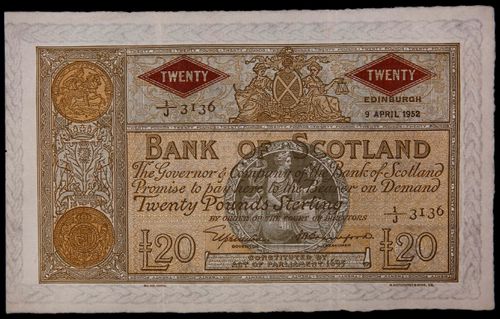 TWENTY TWENTY
1/J 3136
EDINBURGH
9 APRIL 1952
BANK OF SCOTLAND
The Governor & Company of the Bank of Scotland
Promise to pay here to the Bearer on Demand
Twenty Pounds Sterling
BY ORDER OF THE COURT OF DIRECTORS
1/J 3136
GOVERNOR
£20 £20
CONSTITUTED BY
ACT OF PARLIAMENT 1695